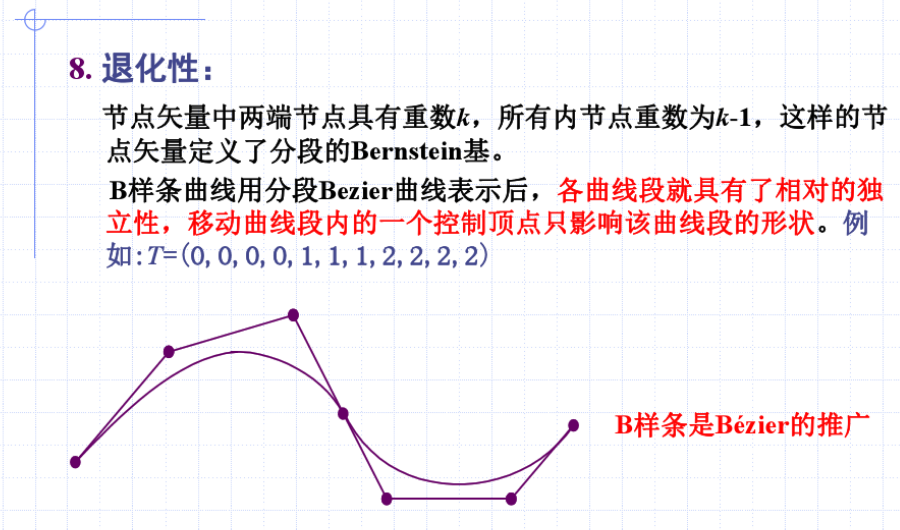 8. 退化性：
节点矢量中两端节点具有重数k，所有内节点重数为k-1，这样的节
点矢量定义了分段的Bernstein基。
B样条曲线用分段Bezier曲线表示后，各曲线段就具有了相对的独
立性，移动曲线段内的一个控制顶点只影响该曲线段的形状。例
如:T=(0,0,0,0,1,1,1,2,2,2,2)
B样条是Bézier的推广